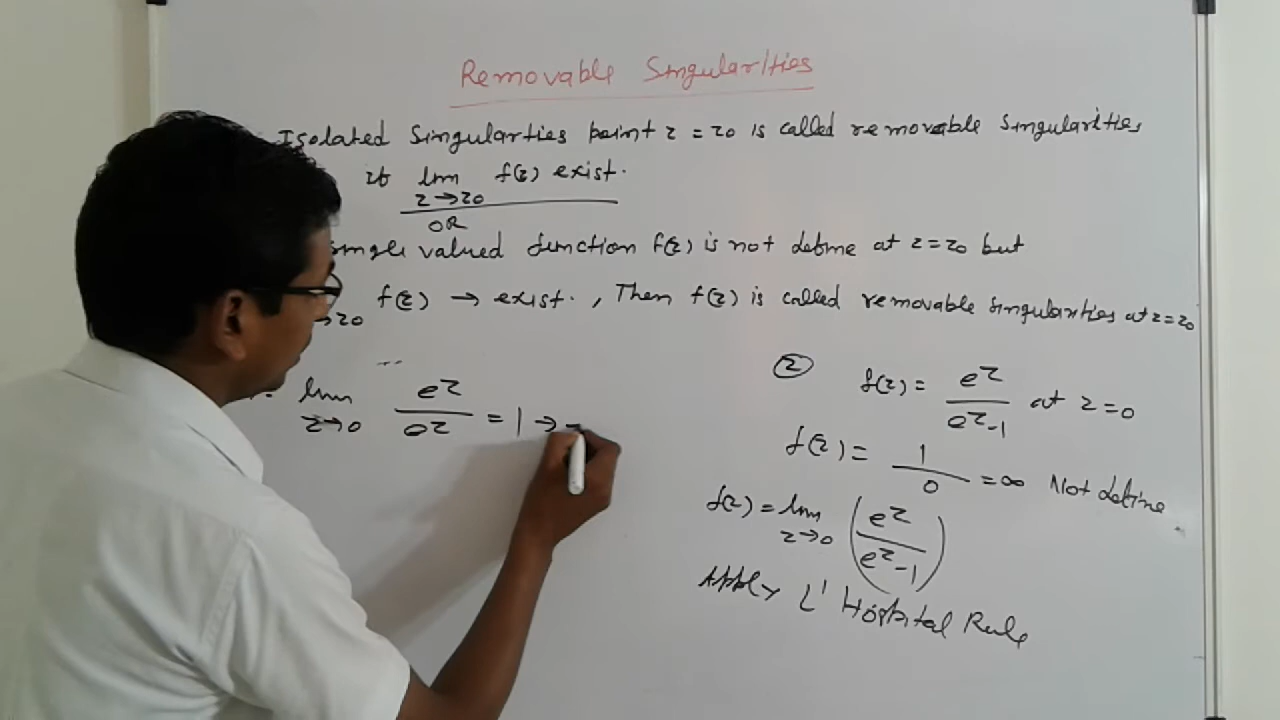 Removable Singularities
Isolated Singularties point z = z0 is called removable Singularities
if lim f(z) exist.
z→z0
OR
single valued function f(z) is not define at z=z0 but
f(z) → exist. , Then f(z) is called removable singularities at z=z0
→z0
lim e^z
z→0 e^z = 1 →
② f(z) = e^z / e^z-1 at z=0
f(z) = 1 / 0 = ∞ Not define
f(z) = lim z→0 (e^z / e^z-1)
Apply L' Hospital Rule